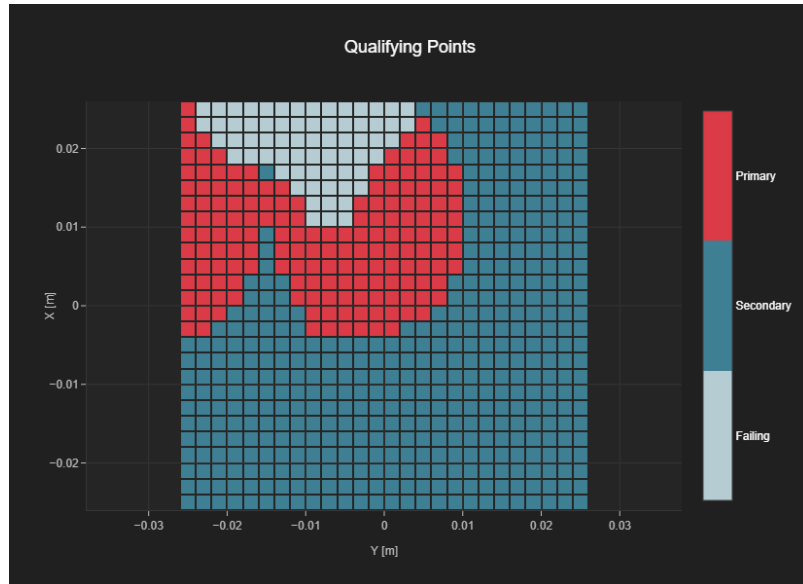 Qualifying Points
X [m]
0.02
0.01
0
−0.01
−0.02
−0.03
−0.02
−0.01
0
0.01
0.02
0.03
Y [m]
Primary
Secondary
Failing